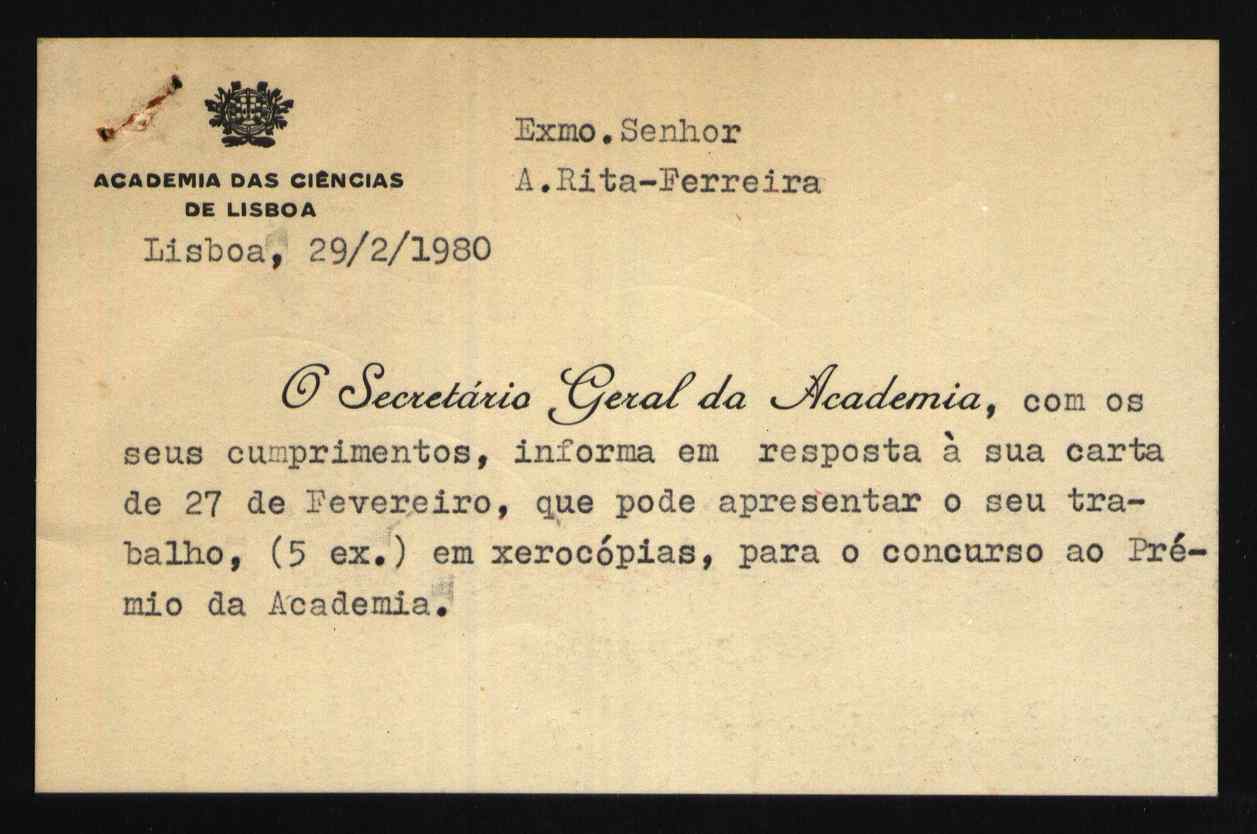 ACADEMIA DAS CIÊNCIAS
DE LISBOA
Lisboa, 29/2/1980
Exmo.Senhor
A.Rita-Ferreira
O Secretário Geral da Academia, com os
seus cumprimentos, informa em resposta à sua carta
de 27 de Fevereiro, que pode apresentar o seu tra-
balho, (5 ex.) em xerocópias, para o concurso ao Pré-
mio da Academia.